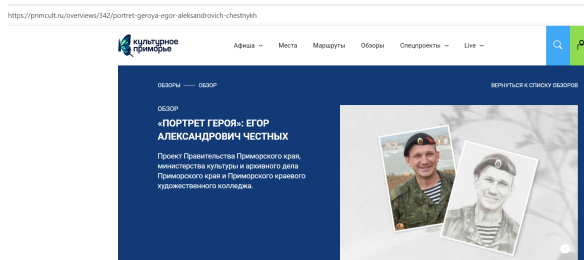 https://primcult.ru/overviews/342/portret-geroya-egor-aleksandrovich-chestnykh
культурное
приморье
Афиша
Места
Маршруты
Обзоры
Спецпроекты
Live
ОБЗОРЫ —— ОБЗОР
ВЕРНУТЬСЯ К СПИСКУ ОБЗОРОВ
ОБЗОР
«ПОРТРЕТ ГЕРОЯ»: ЕГОР
АЛЕКСАНДРОВИЧ ЧЕСТНЫХ
Проект Правительства Приморского края,
министерства культуры и архивного дела
Приморского края и Приморского краевого
художественного колледжа.